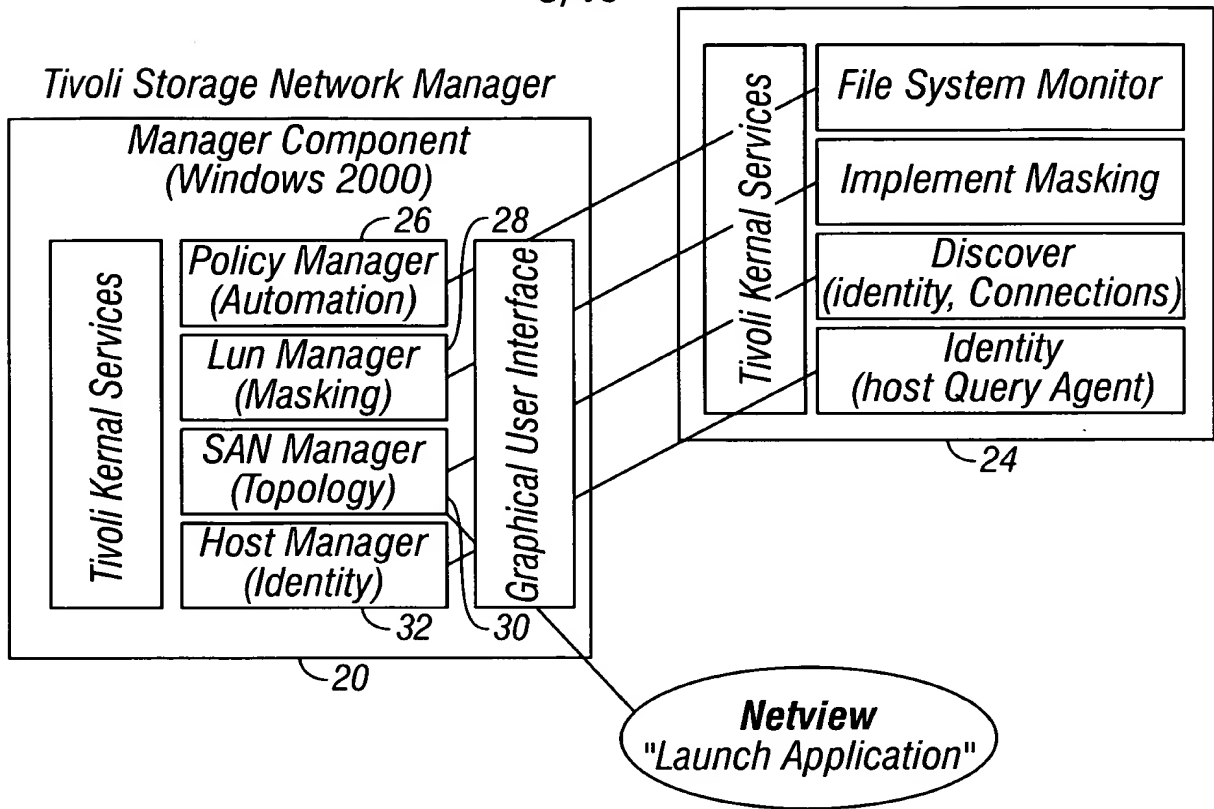 Tivoli Storage Network Manager
Manager Component
(Windows 2000)
Tivoli Kernal Services
26
Policy Manager
(Automation)
28
Lun Manager
(Masking)
SAN Manager
(Topology)
30
Host Manager
(Identity)
32
Graphical User Interface
20
Tivoli Kernal Services
File System Monitor
Implement Masking
Discover
(identity, Connections)
Identity
(host Query Agent)
24
Netview
"Launch Application"